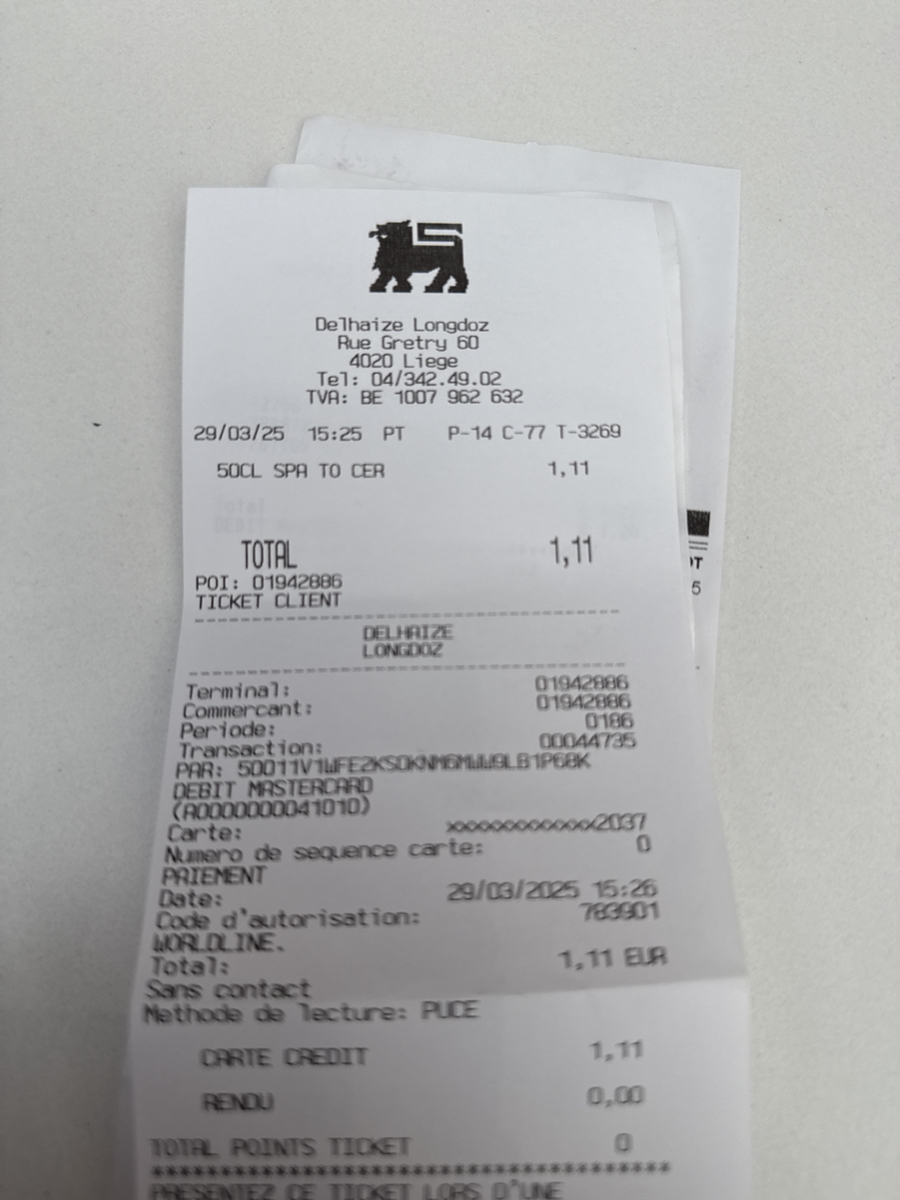 Delhaize Longdoz
Rue Gretry 60
4020 Liege
Tel: 04/342.49.02
TVA: BE 1007 962 632
29/03/25 15:25 PT P-14 C-77 T-3269
50CL SPA TO CER 1,11
TOTAL 1,11
POI: 01942886
TICKET CLIENT
DELHAIZE
LONGDOZ
Terminal: 01942886
Commercant: 01942886
Periode: 0186
Transaction: 00044735
PAR:
DEBIT MASTERCARD
(A0000000041010)
Carte: xxxxxxxxxxxx2037
Numero de sequence carte: 0
PAIEMENT
Date: 29/03/2025 15:26
Code d'autorisation: 783901
WORLDLINE.
Total: 1,11 EUR
Sans contact
Methode de lecture: PUCE
CARTE CREDIT 1,11
RENDU 0,00
TOTAL POINTS TICKET 0
PRESENTEZ CE TICKET LORS D'UNE